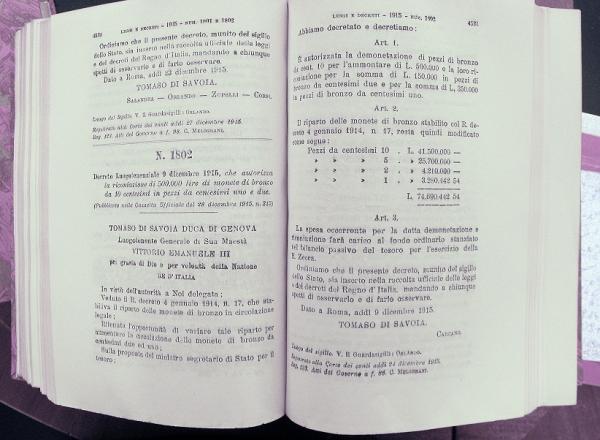 4520 LEGGI E DECRETI - 1915 - NUM. 1801 E 1802
Ordiniamo che il presente decreto, munito del sigillo
dello Stato, sia inserto nella raccolta ufficiale delle leggi
e dei decreti del Regno d'Italia, mandando a chiunque
spetti di osservarlo e di farlo osservare.
Dato a Roma, addì 23 dicembre 1915.
TOMASO DI SAVOIA.
SALANDRA — ORLANDO — ZUPELLI — CORSI.
Luogo del Sigillo. V. Il Guardasigilli: ORLANDO.
Registrato alla Corte dei conti addì 27 dicembre 1915.
Reg. Atti del Governo a f. C. MELOGRANI.
N. 1802
Decreto Luogotenenziale 9 dicembre 1915, che autorizza
la riconiazione di 500,000 lire di monete di bronzo
da 10 centesimi in pezzi da centesimi uno e due.
(Pubblicato nella Gazzetta Ufficiale del 28 dicembre 1915, n. 315)
TOMASO DI SAVOIA DUCA DI GENOVA
Luogotenente Generale di Sua Maestà
VITTORIO EMANUELE III
per grazia di Dio e per volontà della Nazione
RE D'ITALIA
In virtù dell'autorità a Noi delegata;
Veduto il R. decreto 4 gennaio 1914, n. 17, che sta-
biliva il riparto delle monete di bronzo in circolazione
legale;
Ritenuta l'opportunità di variare tale riparto per
aumentare la circolazione delle monete di bronzo da
centesimi due ed uno;
Sulla proposta del ministro segretario di Stato per il
tesoro;
LEGGI E DECRETI - 1915 - NUM. 1802 4521
Abbiamo decretato e decretiamo:
Art. 1.
È autorizzata la demonetazione di pezzi di bronzo
da cent. 10 per l'ammontare di L. 500.000 e la loro ri-
coniazione per la somma di L. 150.000 in pezzi di
bronzo da centesimi due e per la somma di L. 350.000
in pezzi di bronzo da centesimi uno.
Art. 2.
Il riparto delle monete di bronzo stabilito col R. de-
creto 4 gennaio 1914, n. 17, resta quindi modificato
come segue:
Pezzi da centesimi 10 . L. 41.500.000 —
» » » 5 . » 25.700.000 —
» » » 2 . » 4.210.000 —
» » » 1 . » 3.280.442 54
L. 74.690.442 54
Art. 3.
La spesa occorrente per la detta demonetazione e
coniazione farà carico al fondo ordinario stanziato
nel bilancio passivo del tesoro per l'esercizio della
R. Zecca.
Ordiniamo che il presente decreto, munito del sigillo
dello Stato, sia inserto nella raccolta ufficiale delle leggi
e dei decreti del Regno d'Italia, mandando a chiunque
spetti di osservarlo e di farlo osservare.
Dato a Roma, addì 9 dicembre 1915.
TOMASO DI SAVOIA.
CARCANO.
Luogo del sigillo. V. Il Guardasigilli: ORLANDO.
Registrato alla Corte dei conti addì 24 dicembre 1915.
Reg. Atti del Governo a f. C. MELOGRANI.